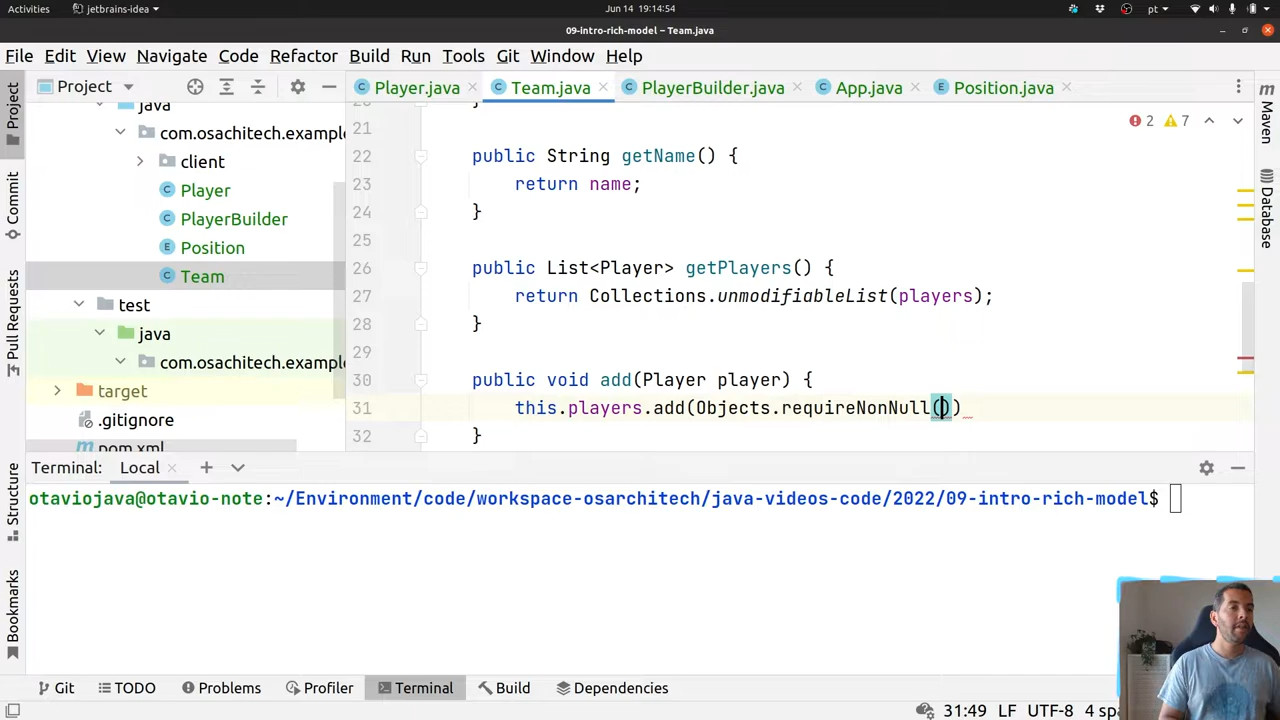 Activities
jetbrains-idea
Jun 14 19:14:54
pt
09-intro-rich-model – Team.java
File Edit View Navigate Code Refactor Build Run Tools Git Window Help
Project
Player.java
Team.java
PlayerBuilder.java
App.java
Position.java
java
com.osachitech.example
client
Player
PlayerBuilder
Position
Team
test
java
com.osachitech.example
target
.gitignore
pom.xml
2 7
21
22 public String getName() {
23 return name;
24 }
25
26 public List<Player> getPlayers() {
27 return Collections.unmodifiableList(players);
28 }
29
30 public void add(Player player) {
31 this.players.add(Objects.requireNonNull())
32 }
Project
Commit
Pull Requests
Structure
Bookmarks
Maven
Database
Terminal: Local
otaviojava@otavio-note:~/Environment/code/workspace-osarchitech/java-videos-code/2022/09-intro-rich-model$
Git TODO Problems Profiler Terminal Build Dependencies
31:49 LF UTF-8 4